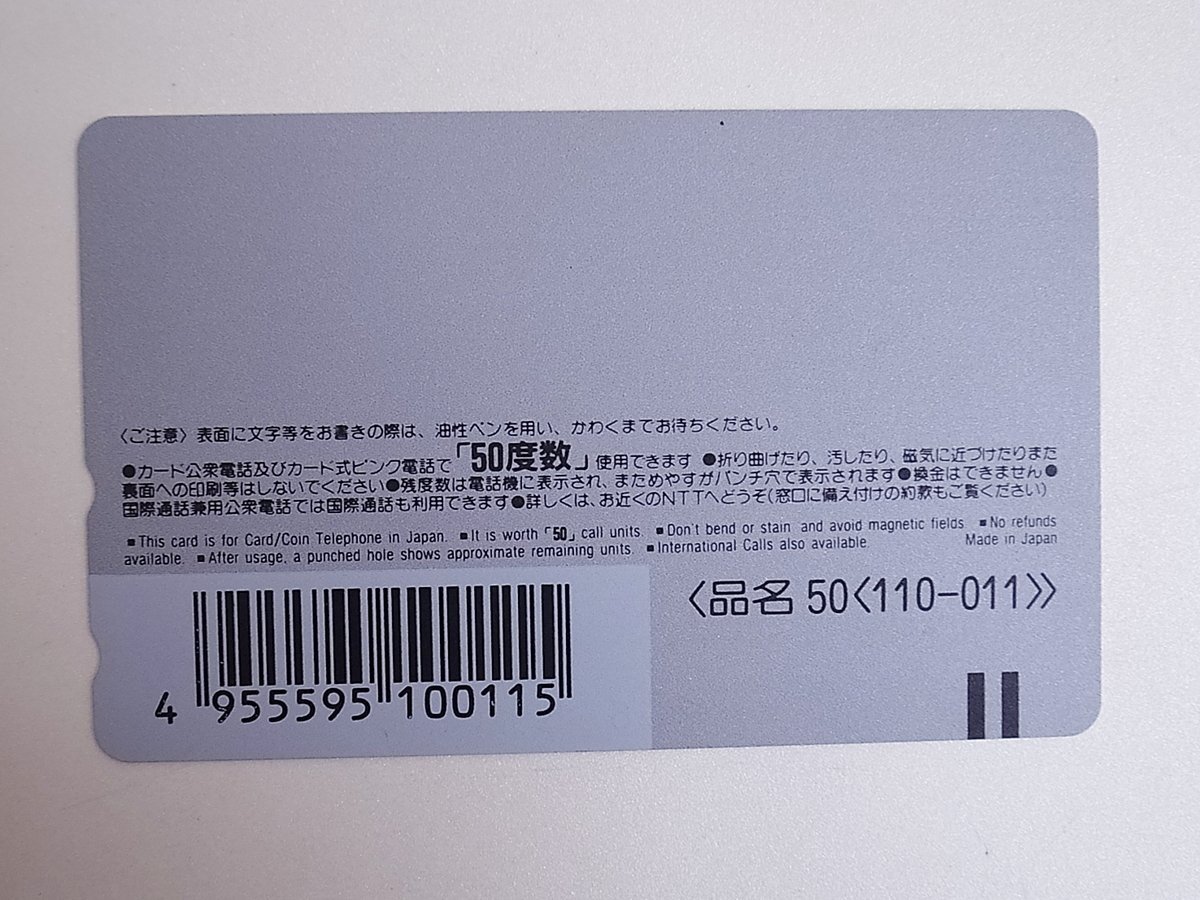 〈ご注意〉表面に文字等をお書きの際は、油性ペンを用い、かわくまでお待ちください。
●カード公衆電話及びカード式ピンク電話で「50度数」使用できます ●折り曲げたり、汚したり、磁気に近づけたりまた
裏面への印刷等はしないでください●残度数は電話機に表示され、まためやすがパンチ穴で表示されます●換金はできません●
国際通話兼用公衆電話では国際通話も利用できます●詳しくは、お近くのNTTへどうぞ(窓口に備え付けの約款もご覧ください)
■This card is for Card/Coin Telephone in Japan. ■It is worth「50」call units. ■Don't bend or stain and avoid magnetic fields ■No refunds
available. ■After usage, a punched hole shows approximate remaining units. ■International Calls also available. Made in Japan
〈品名 50〈110-011〉〉
4 955595 100115